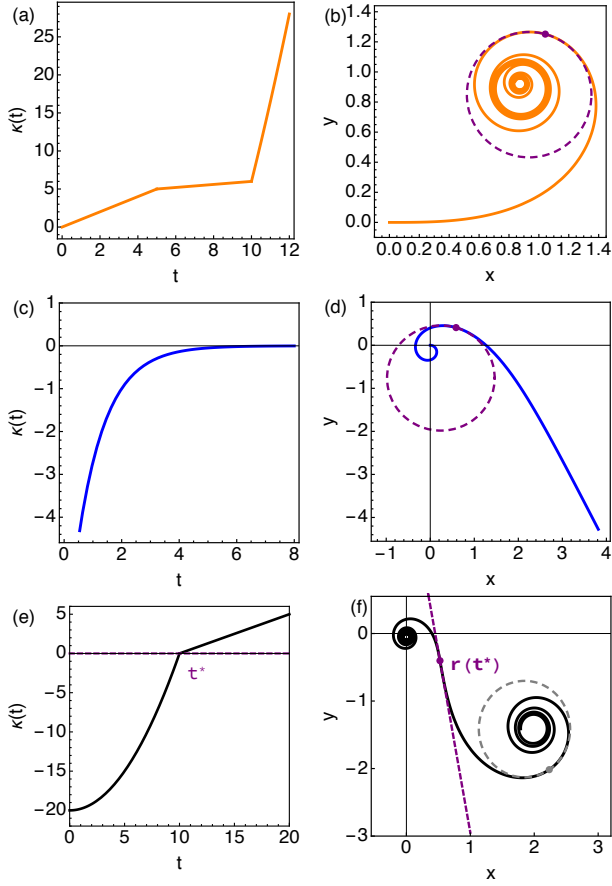 (a)
κ(t)
25
20
15
10
5
0
0 2 4 6 8 10 12
t
(b)
y
1.4
1.2
1.0
0.8
0.6
0.4
0.2
0.0
0.0 0.2 0.4 0.6 0.8 1.0 1.2 1.4
x
(c)
κ(t)
1
0
−1
−2
−3
−4
0 2 4 6 8
t
(d)
y
1
0
−1
−2
−3
−4
−1 0 1 2 3 4
x
(e)
κ(t)
5
0
−5
−10
−15
−20
t*
0 5 10 15 20
t
(f)
y
0
−1
−2
−3
r(t*)
0 1 2 3
x